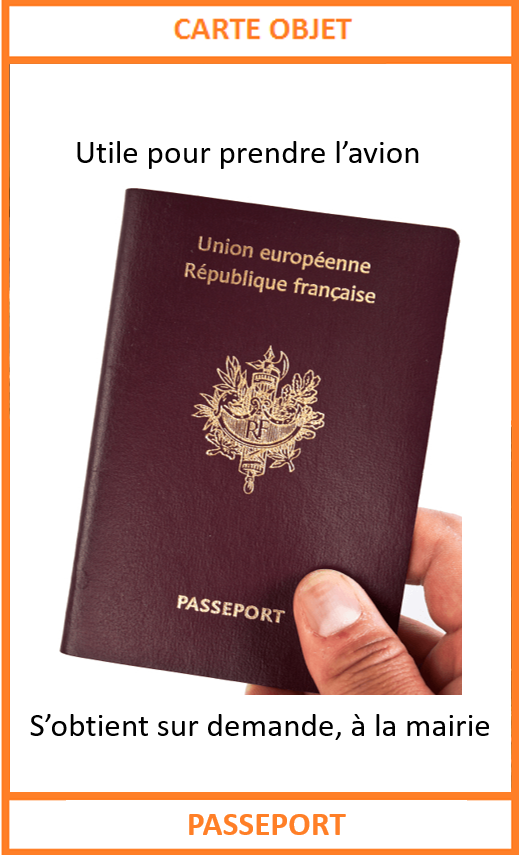 CARTE OBJET
Utile pour prendre l’avion
Union européenne
République française
RF
PASSEPORT
S’obtient sur demande, à la mairie
PASSEPORT